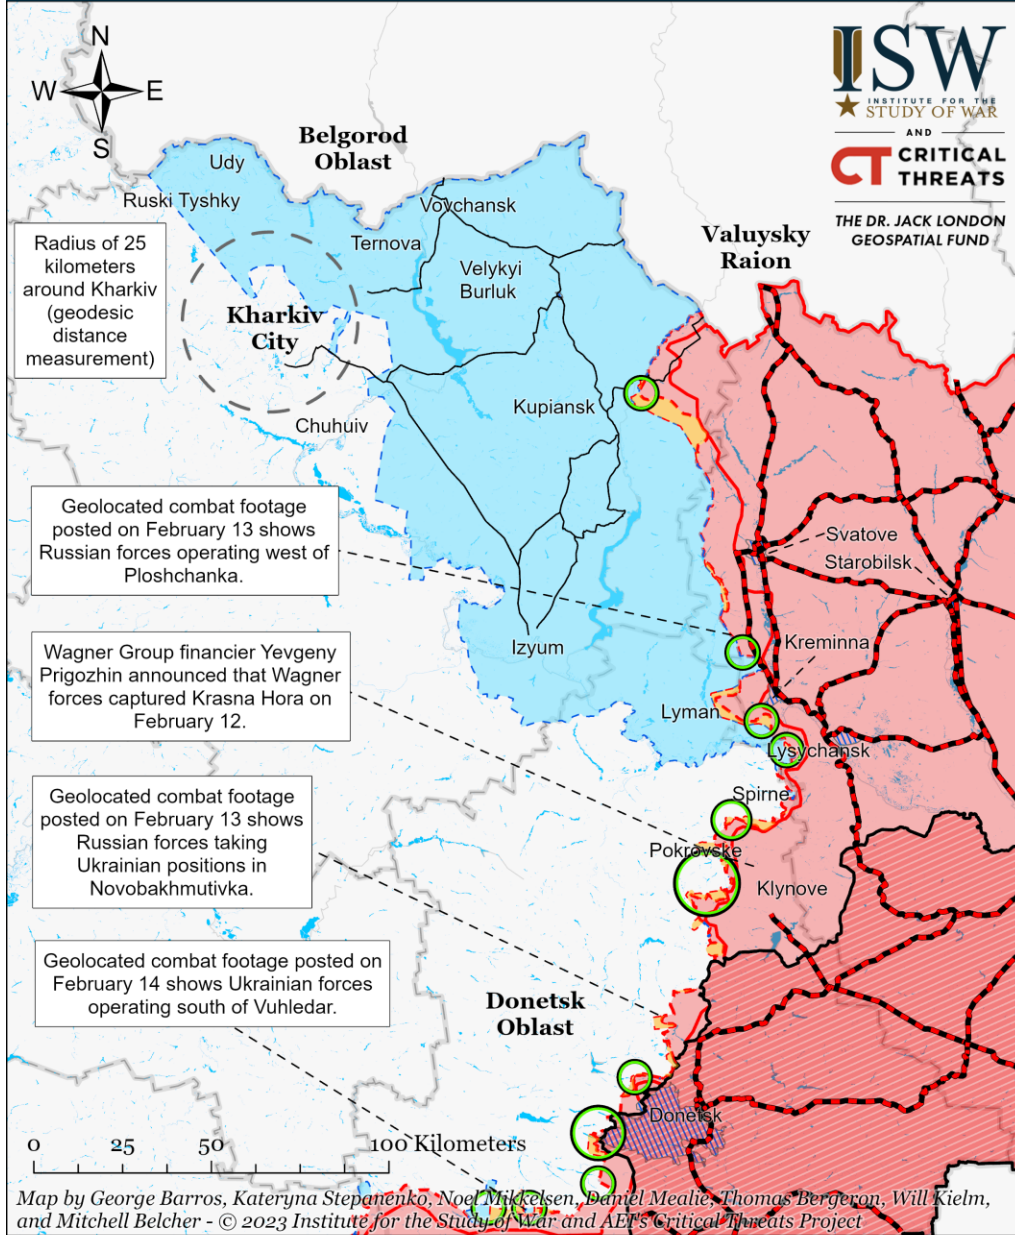 N
W E
S
ISW
INSTITUTE FOR THE
STUDY OF WAR
AND
CT CRITICAL
THREATS
THE DR. JACK LONDON
GEOSPATIAL FUND
Belgorod
Oblast
Udy
Ruski Tyshky
Vovchansk
Ternova
Valuysky
Raion
Radius of 25
kilometers
around Kharkiv
(geodesic
distance
measurement)
Velykyi
Burluk
Kharkiv
City
Kupiansk
Chuhuiv
Geolocated combat footage
posted on February 13 shows
Russian forces operating west of
Ploshchanka.
Svatove
Starobilsk
Kreminna
Izyum
Wagner Group financier Yevgeny
Prigozhin announced that Wagner
forces captured Krasna Hora on
February 12.
Lyman
Lysychansk
Spirne
Geolocated combat footage
posted on February 13 shows
Russian forces taking
Ukrainian positions in
Novobakhmutivka.
Pokrovske
Klynove
Geolocated combat footage posted on
February 14 shows Ukrainian forces
operating south of Vuhledar.
Donetsk
Oblast
Donetsk
0 25 50 100 Kilometers
Map by George Barros, Kateryna Stepanenko, Noel Mikkelsen, Daniel Mealie, Thomas Bergeron, Will Kielm,
and Mitchell Belcher - © 2023 Institute for the Study of War and AEI's Critical Threats Project